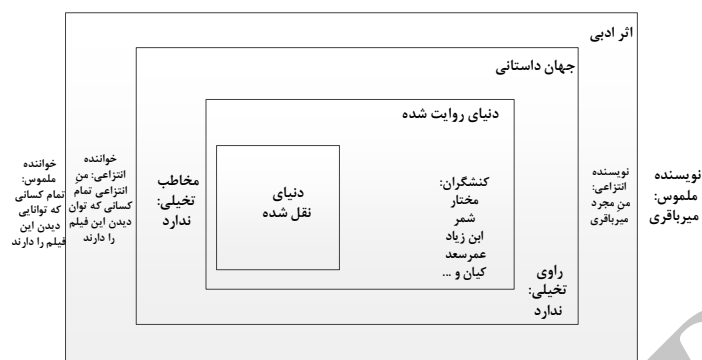 اثر ادبی
جهان داستانی
دنیای روایت شده
نویسنده
ملموس:
میرباقری
نویسنده
انتزاعی:
منِ مجرد
میرباقری
راوی
تخیلی:
ندارد
کنشگران:
مختار
شمر
ابن زیاد
عمرسعد
کیان و ...
دنیای
نقل شده
مخاطب
تخیلی:
ندارد
خواننده
انتزاعی: منِ
انتزاعی تمام
کسانی که توان
دیدن این فیلم
را دارند
خواننده
ملموس:
تمام کسانی
که توانایی
دیدن این
فیلم را دارند